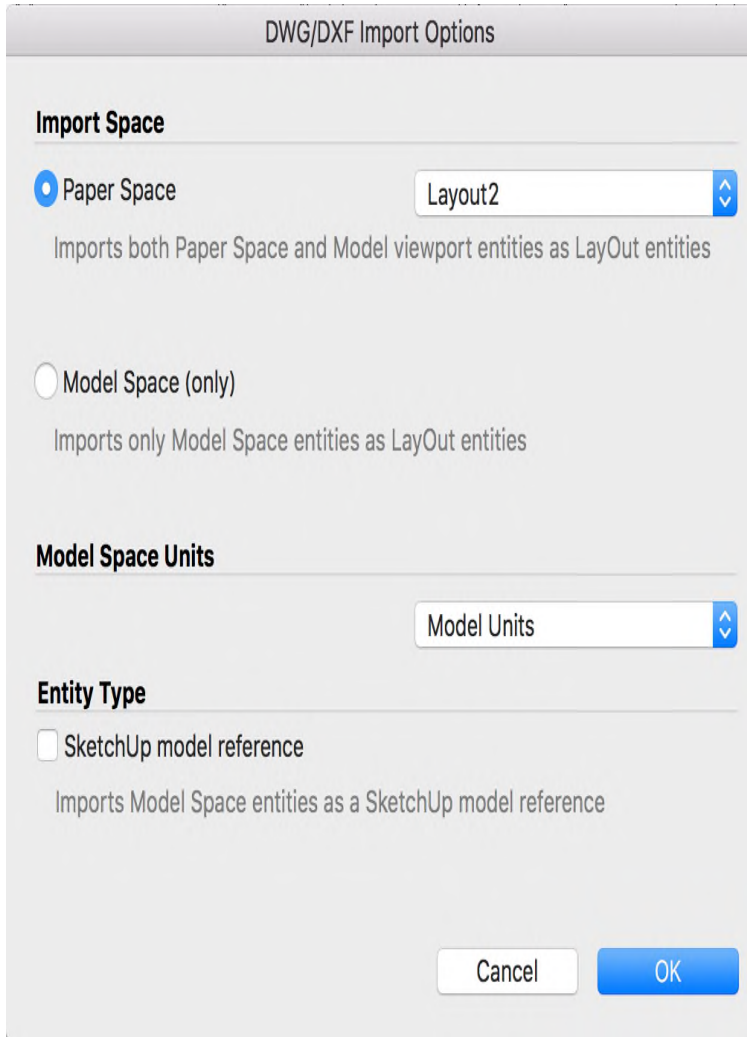 DWG/DXF Import Options
Import Space
Paper Space
Layout2
Imports both Paper Space and Model viewport entities as LayOut entities
Model Space (only)
Imports only Model Space entities as LayOut entities
Model Space Units
Model Units
Entity Type
SketchUp model reference
Imports Model Space entities as a SketchUp model reference
Cancel
OK